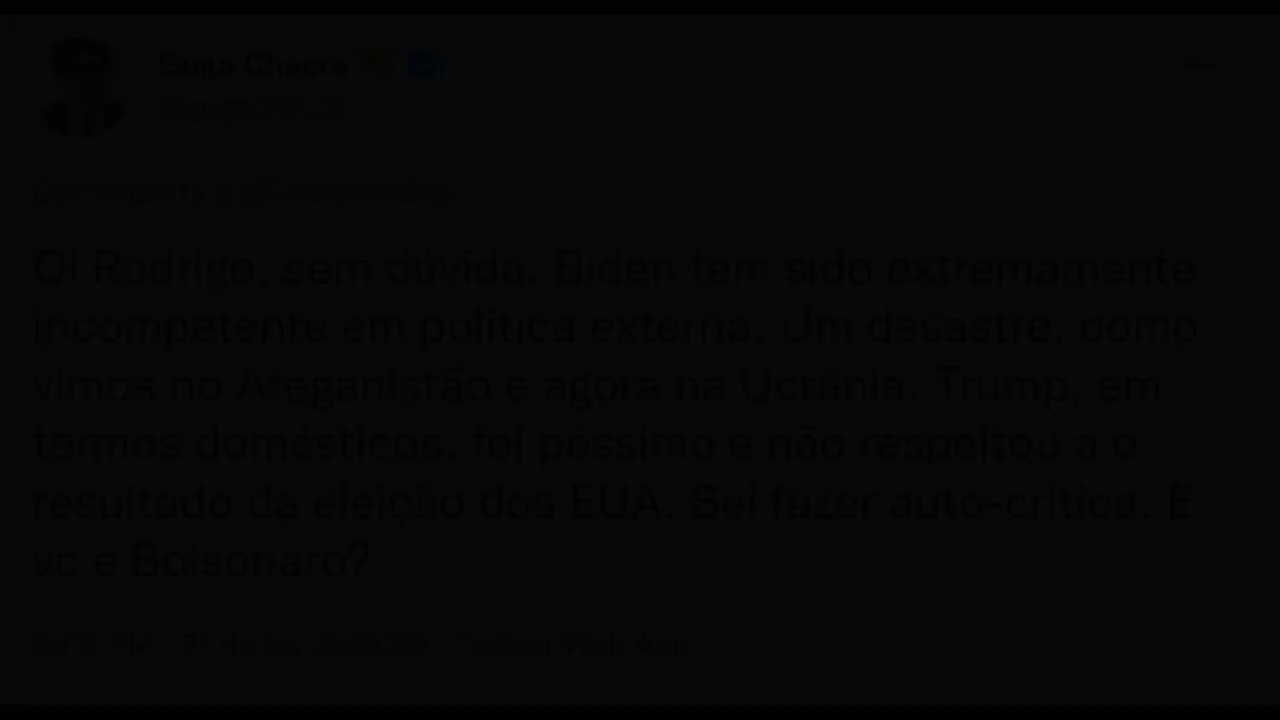 Guga Chacra
Oi Rodrigo, sem dúvida. Biden tem sido extremamente
incompetente em política externa. Um desastre, como
vimos no Afeganistão e agora na Ucrânia. Trump, em
termos domésticos, foi péssimo e não respeitou a o
resultado da eleição dos EUA. Sei fazer auto-crítica. E
vc e Bolsonaro?